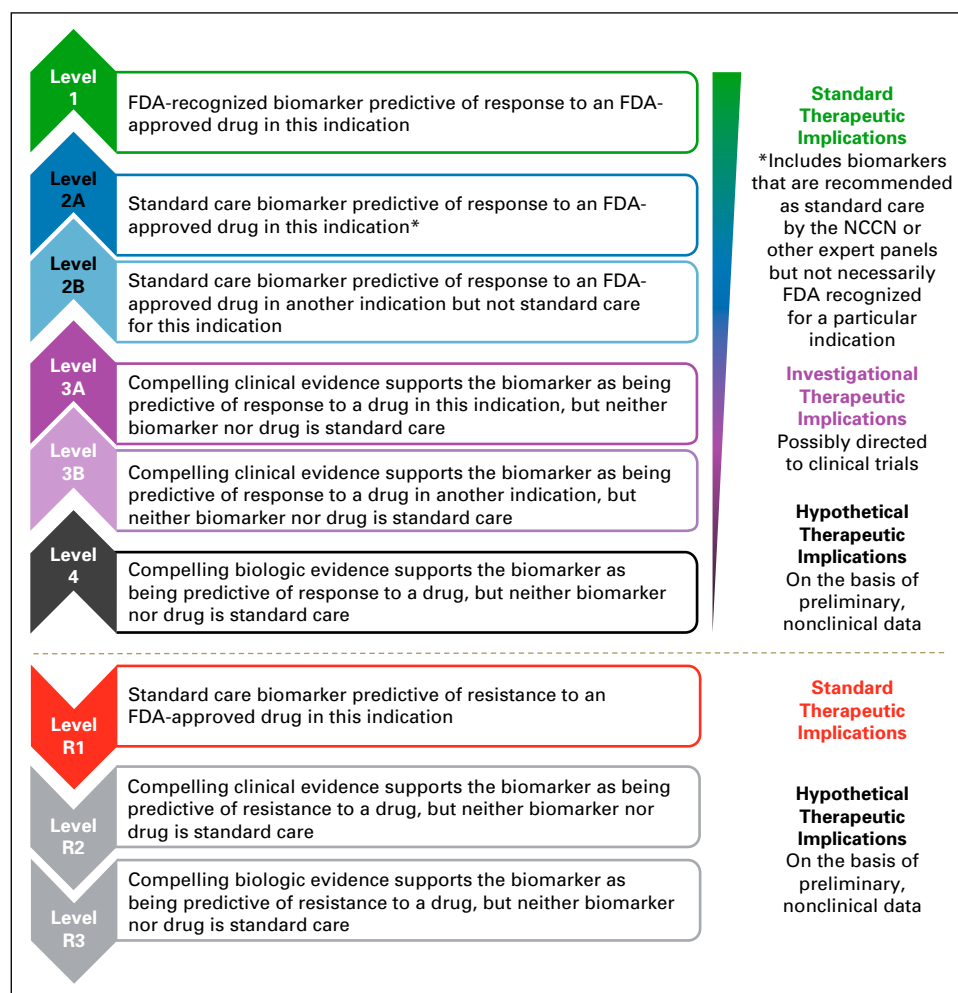 Level
1
FDA-recognized biomarker predictive of response to an FDA-
approved drug in this indication
Level
2A
Standard care biomarker predictive of response to an FDA-
approved drug in this indication*
Level
2B
Standard care biomarker predictive of response to an FDA-
approved drug in another indication but not standard care
for this indication
Standard
Therapeutic
Implications
*Includes biomarkers
that are recommended
as standard care
by the NCCN or
other expert panels
but not necessarily
FDA recognized
for a particular
indication
Level
3A
Compelling clinical evidence supports the biomarker as being
predictive of response to a drug in this indication, but neither
biomarker nor drug is standard care
Level
3B
Compelling clinical evidence supports the biomarker as being
predictive of response to a drug in another indication, but
neither biomarker nor drug is standard care
Investigational
Therapeutic
Implications
Possibly directed
to clinical trials
Level
4
Compelling biologic evidence supports the biomarker as
being predictive of response to a drug, but neither biomarker
nor drug is standard care
Hypothetical
Therapeutic
Implications
On the basis of
preliminary,
nonclinical data
Level
R1
Standard care biomarker predictive of resistance to an
FDA-approved drug in this indication
Standard
Therapeutic
Implications
Level
R2
Compelling clinical evidence supports the biomarker as being
predictive of resistance to a drug, but neither biomarker nor
drug is standard care
Level
R3
Compelling biologic evidence supports the biomarker as
being predictive of resistance to a drug, but neither biomarker
nor drug is standard care
Hypothetical
Therapeutic
Implications
On the basis of
preliminary,
nonclinical data